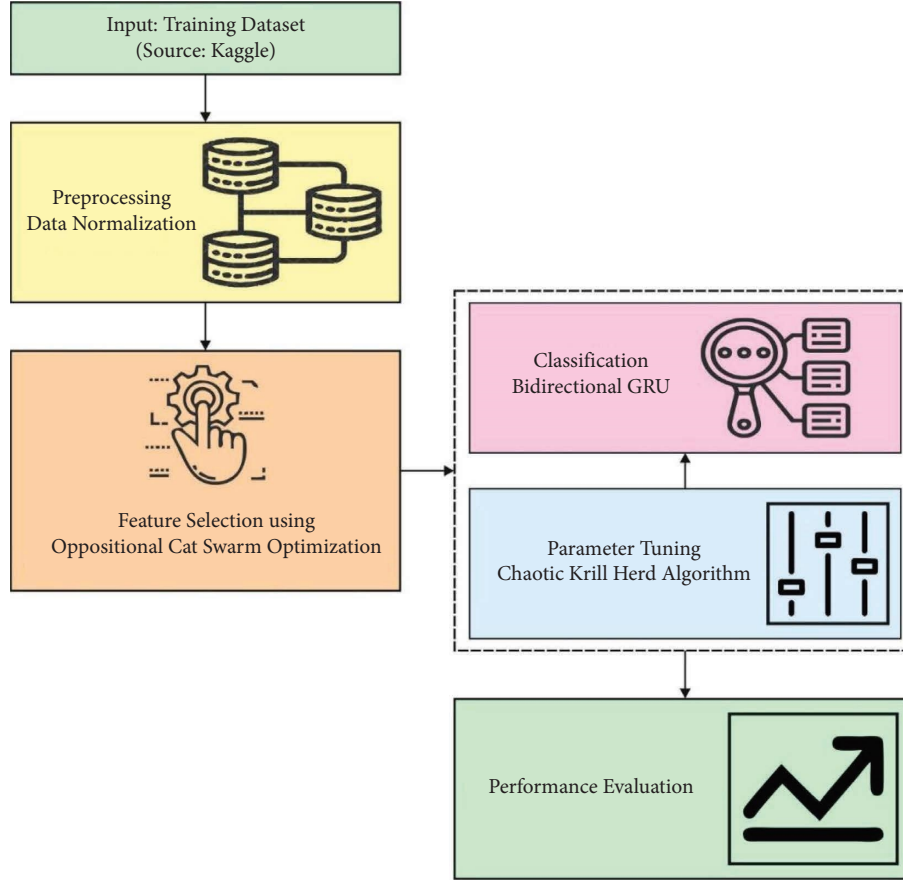 Input: Training Dataset
(Source: Kaggle)
Preprocessing
Data Normalization
Feature Selection using
Oppositional Cat Swarm Optimization
Classification
Bidirectional GRU
Parameter Tuning
Chaotic Krill Herd Algorithm
Performance Evaluation